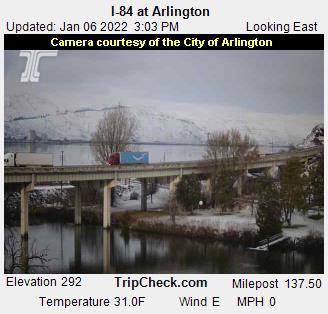 I-84 at Arlington
Updated: Jan 06 2022 3:03 PM Looking East
Camera courtesy of the City of Arlington
Elevation 292 TripCheck.com Milepost 137.50
Temperature 31.0F Wind E MPH 0